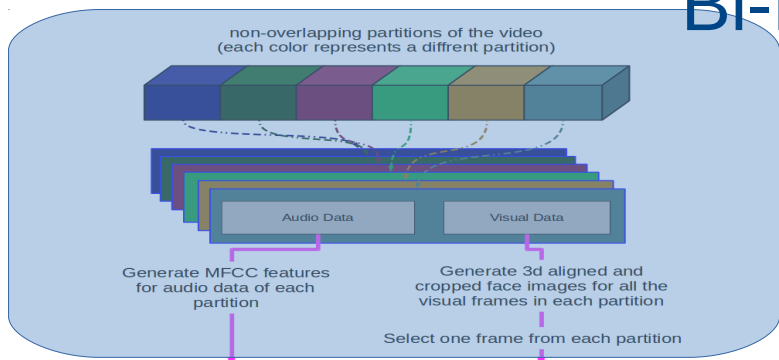 BI-
non-overlapping partitions of the video
(each color represents a diffrent partition)
Audio Data
Visual Data
Generate MFCC features
for audio data of each
partition
Generate 3d aligned and
cropped face images for all the
visual frames in each partition
Select one frame from each partition